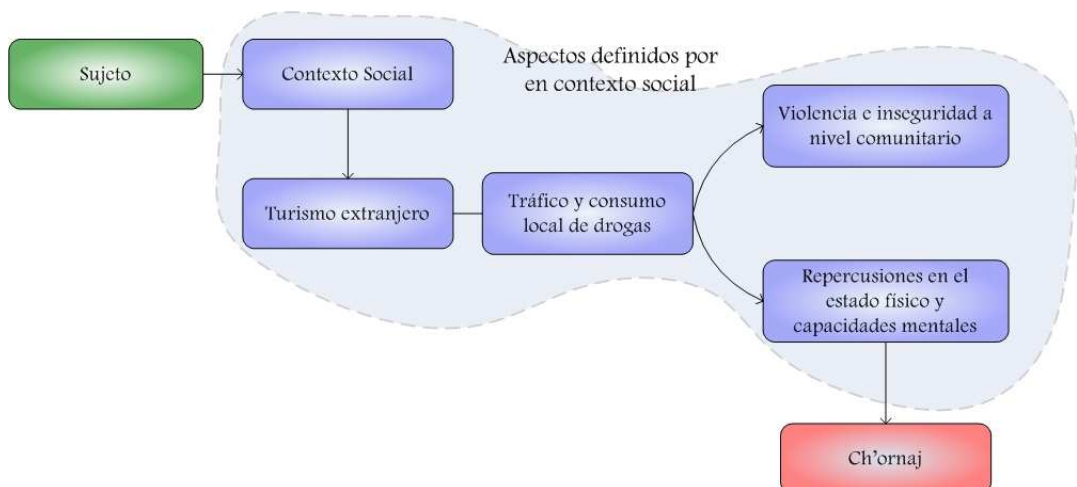 Sujeto
Contexto Social
Aspectos definidos por
en contexto social
Violencia e inseguridad a
nivel comunitario
Turismo extranjero
Tráfico y consumo
local de drogas
Repercusiones en el
estado físico y
capacidades mentales
Ch'ornaj